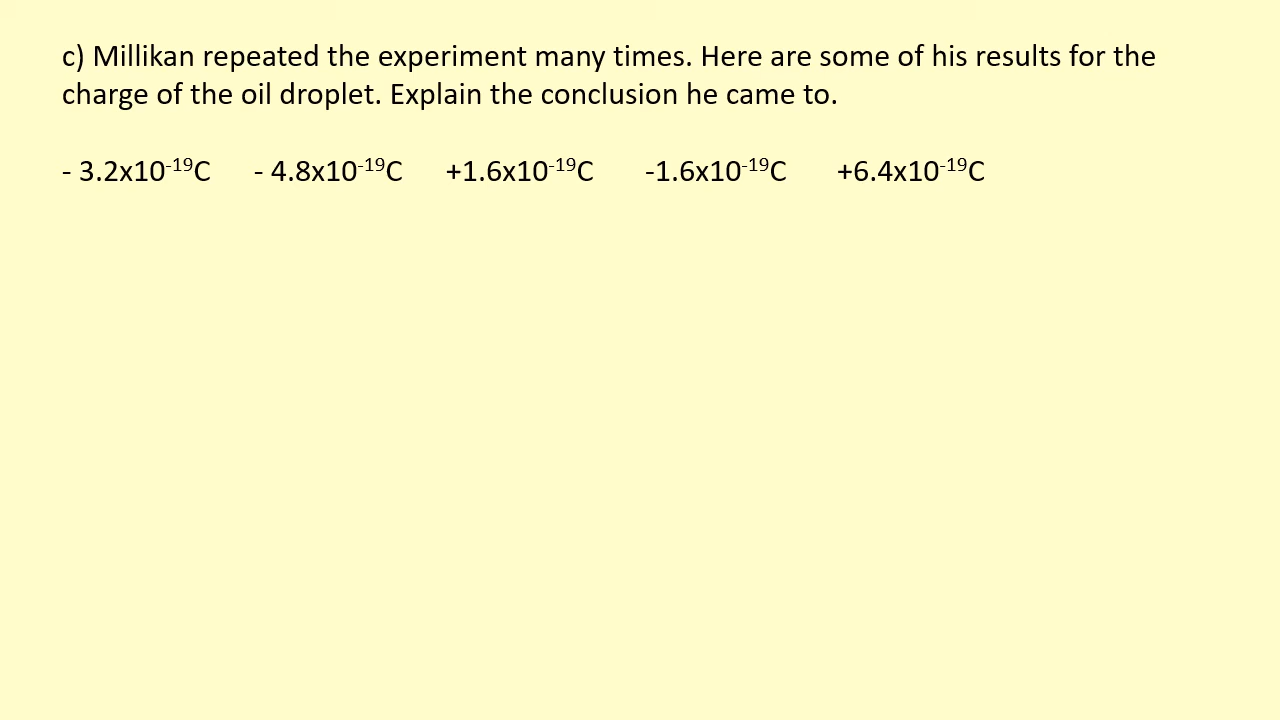 c) Millikan repeated the experiment many times. Here are some of his results for the
charge of the oil droplet. Explain the conclusion he came to.
- 3.2x10⁻¹⁹C - 4.8x10⁻¹⁹C +1.6x10⁻¹⁹C -1.6x10⁻¹⁹C +6.4x10⁻¹⁹C